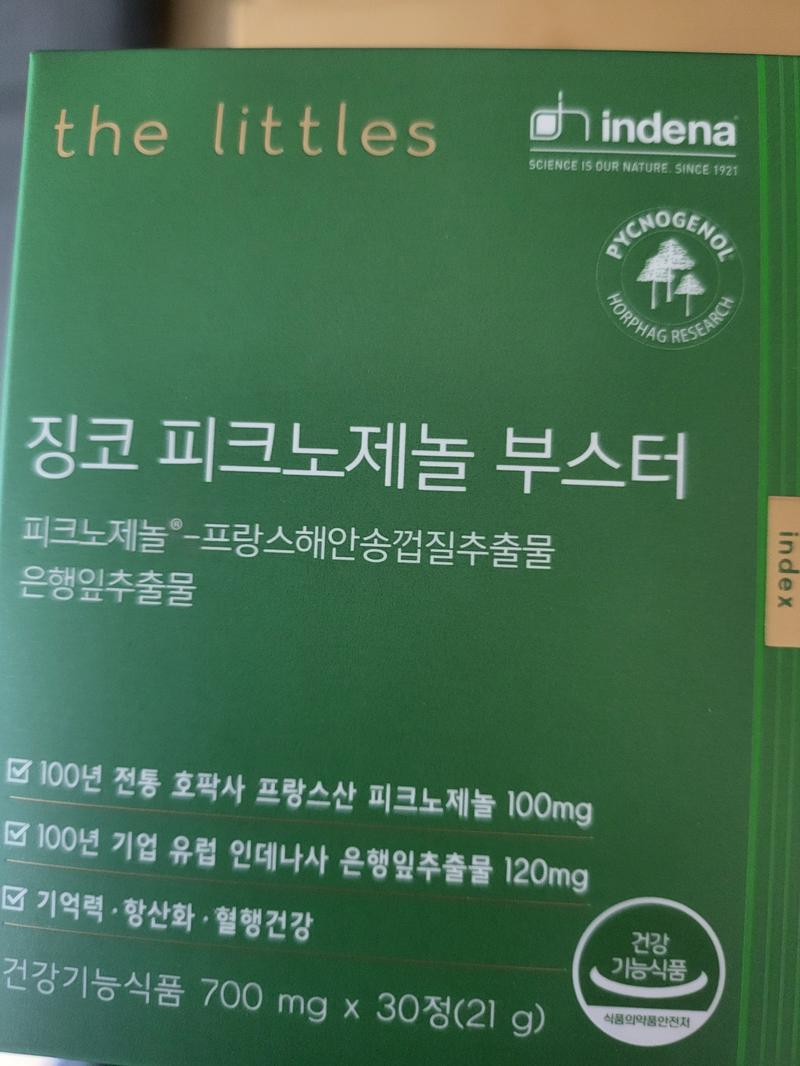 the littles
indena
SCIENCE IS OUR NATURE. SINCE 1921
PYCNOGENOL®
HORPHAG RESEARCH
징코 피크노제놀 부스터
피크노제놀®-프랑스해안송껍질추출물
은행잎추출물
index
100년 전통 호팍사 프랑스산 피크노제놀 100mg
100년 기업 유럽 인데나사 은행잎추출물 120mg
기억력·항산화·혈행건강
건강기능식품 700 mg x 30정(21 g)
건강
기능식품
식품의약품안전처